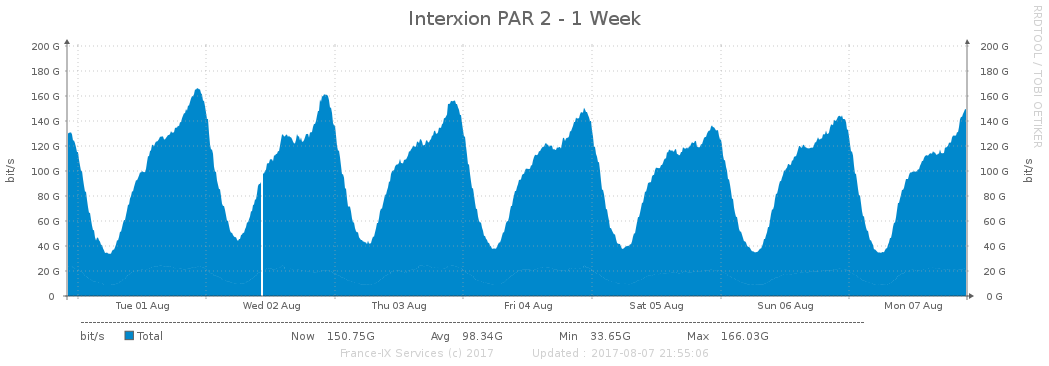 Interxion PAR 2 - 1 Week
RRDTOOL / TOBI OETIKER
200 G 200 G
180 G 180 G
160 G 160 G
140 G 140 G
120 G 120 G
100 G 100 G
80 G 80 G
60 G 60 G
40 G 40 G
20 G 20 G
0 0 G
bit/s
bit/s
Tue 01 Aug Wed 02 Aug Thu 03 Aug Fri 04 Aug Sat 05 Aug Sun 06 Aug Mon 07 Aug
bit/s Total Now 150.75G Avg 98.34G Min 33.65G Max 166.03G
France-IX Services (c) 2017 Updated : 2017-08-07 21:55:06